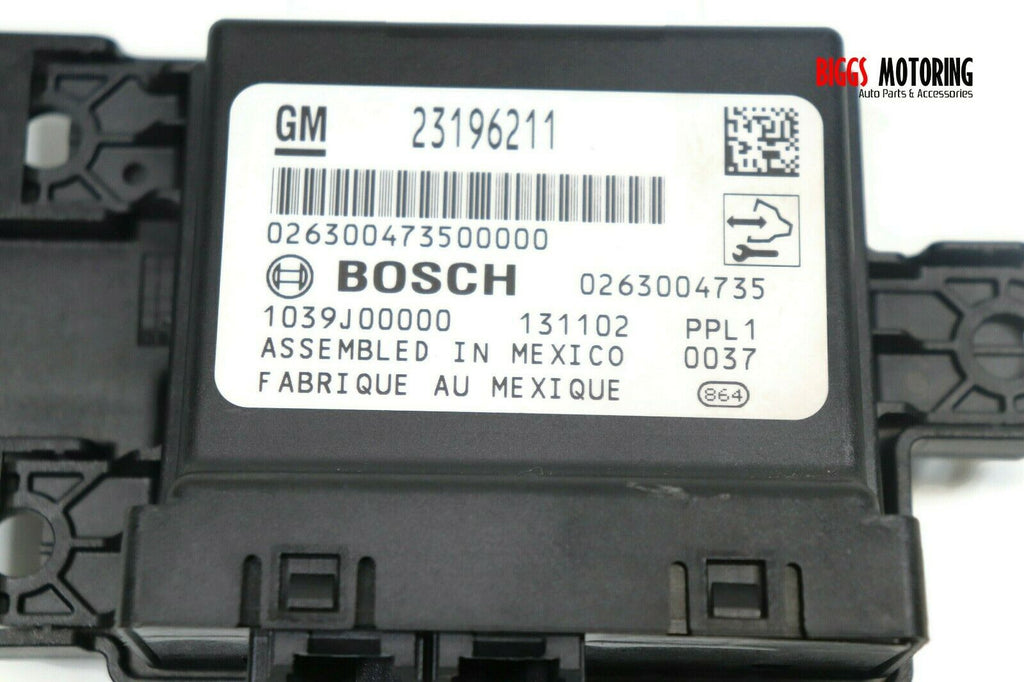 BIGGS MOTORING
Auto Parts & Accessories
GM 23196211
026300473500000
BOSCH 0263004735
1039J00000 131102 PPL1
ASSEMBLED IN MEXICO 0037
FABRIQUE AU MEXIQUE 864